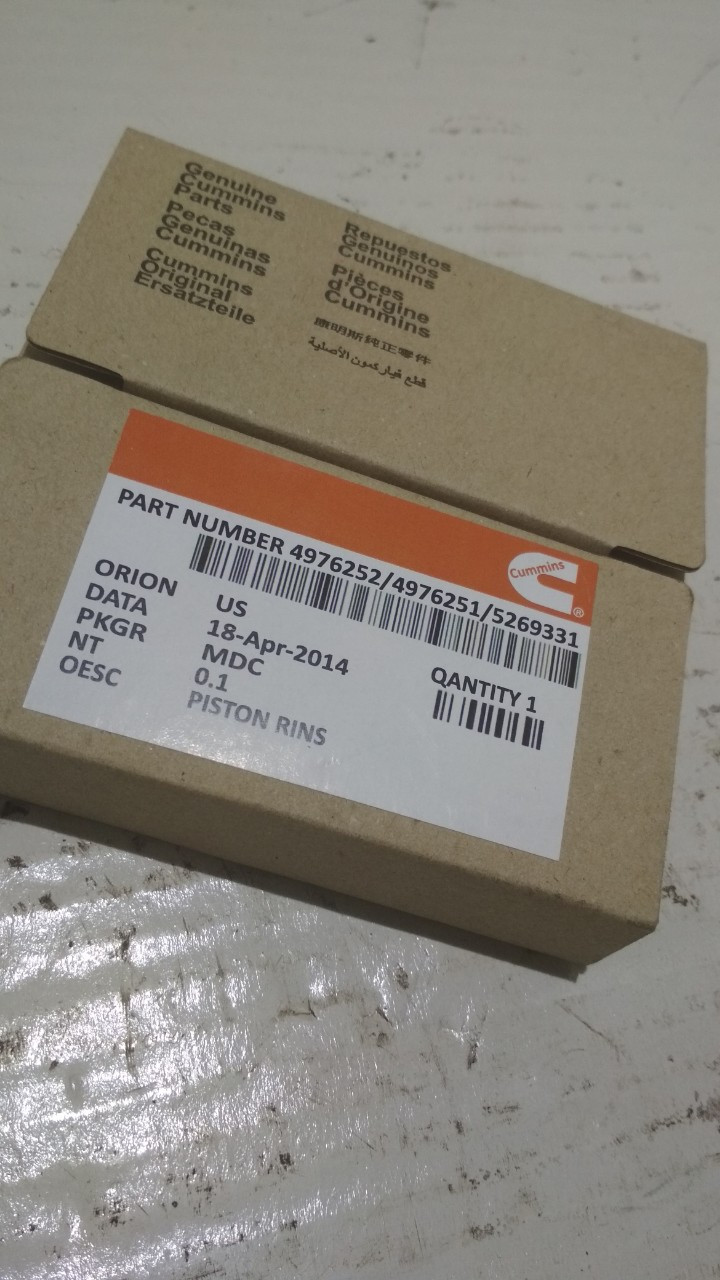 Genuine
Cummins
Parts
Pecas
Genuinas
Cummins
Cummins
Original
Ersatzteile
Repuestos
Genuinos
Cummins
Pièces
d'Origine
Cummins
康明斯純正零件
قطع غيار كمون الأصلية
Cummins
®
PART NUMBER 4976252/4976251/5269331
ORION US
DATA 18-Apr-2014
PKGR MDC
NT 0.1
OESC PISTON RINS
QANTITY 1